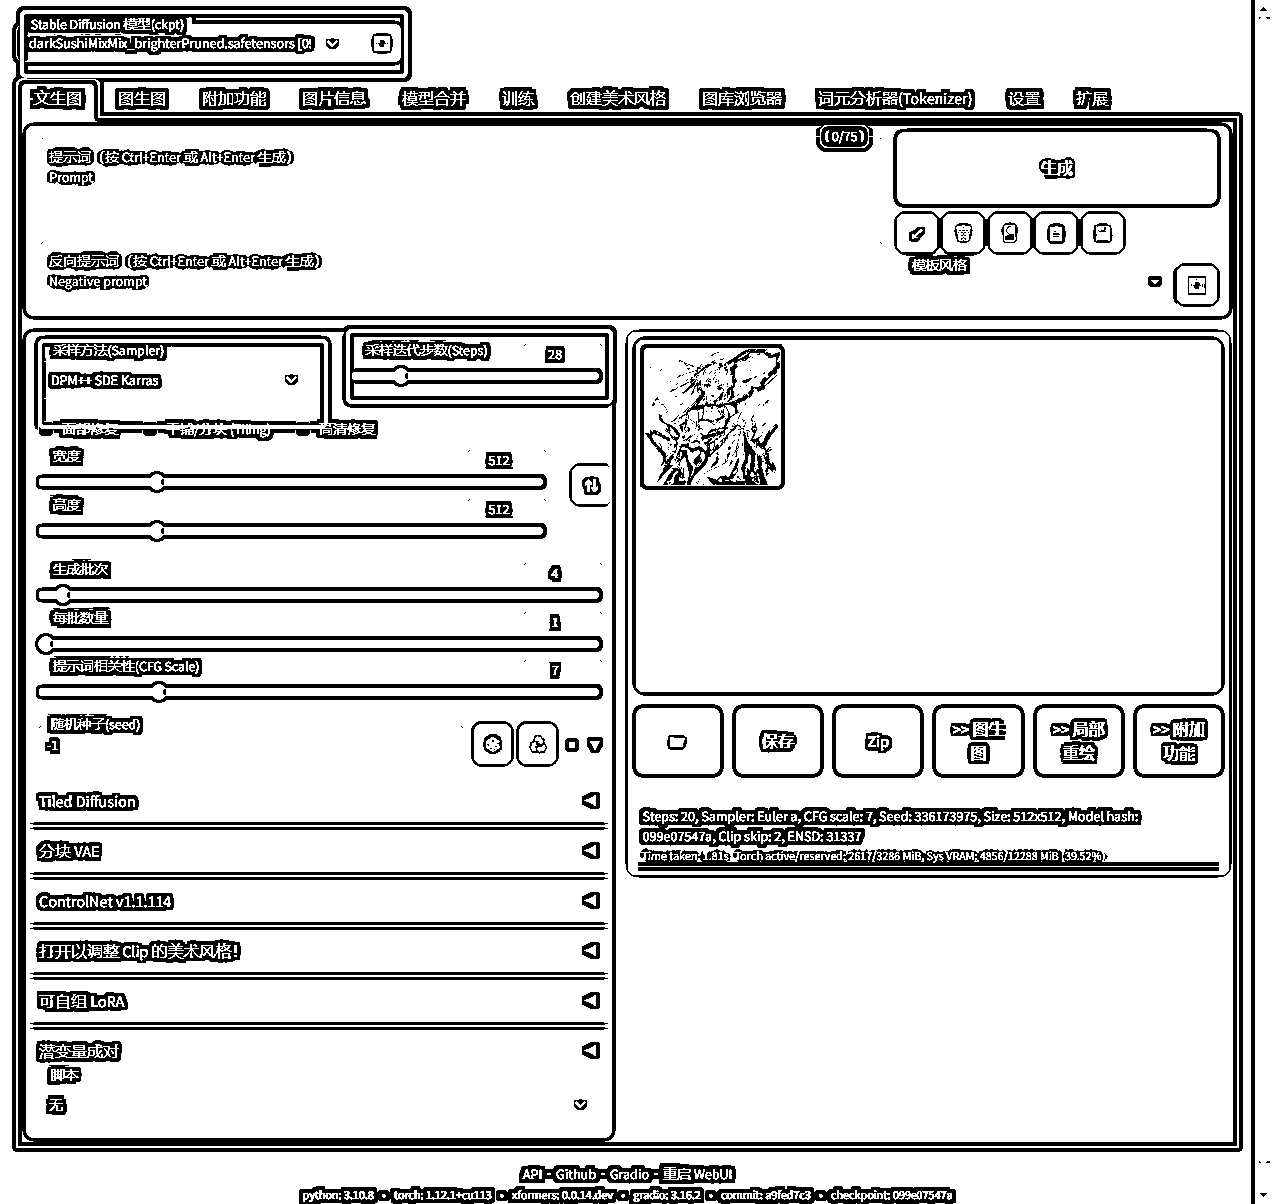 Stable Diffusion 模型(ckpt)
darkSushiMixMix_brighterPruned.safetensors [0!
文生图 图生图 附加功能 图片信息 模型合并 训练 创建美术风格 图库浏览器 词元分析器(Tokenizer) 设置 扩展
0/75
提示词 (按 Ctrl+Enter 或 Alt+Enter 生成)
Prompt
生成
反向提示词 (按 Ctrl+Enter 或 Alt+Enter 生成)
Negative prompt
模板风格
采样方法(Sampler)
DPM++ SDE Karras
采样迭代步数(Steps) 28
面部修复 平铺/分块 (Tiling) 高清修复
宽度 512
高度 512
生成批次 4
每批数量 1
提示词相关性(CFG Scale) 7
随机种子(seed)
-1
Tiled Diffusion
分块 VAE
ControlNet v1.1.114
打开以调整 Clip 的美术风格!
可自组 LoRA
潜变量成对
脚本
无
保存
Zip
>> 图生
图
>> 局部
重绘
>> 附加
功能
Steps: 20, Sampler: Euler a, CFG scale: 7, Seed: 336173975, Size: 512x512, Model hash:
099e07547a, Clip skip: 2, ENSD: 31337
Time taken: 1.81s Torch active/reserved: 2617/3286 MiB, Sys VRAM: 4856/12288 MiB (39.52%)
API - Github - Gradio - 重启 WebUI
python: 3.10.8 • torch: 1.12.1+cu113 • xformers: 0.0.14.dev • gradio: 3.16.2 • commit: a9fed7c3 • checkpoint: 099e07547a